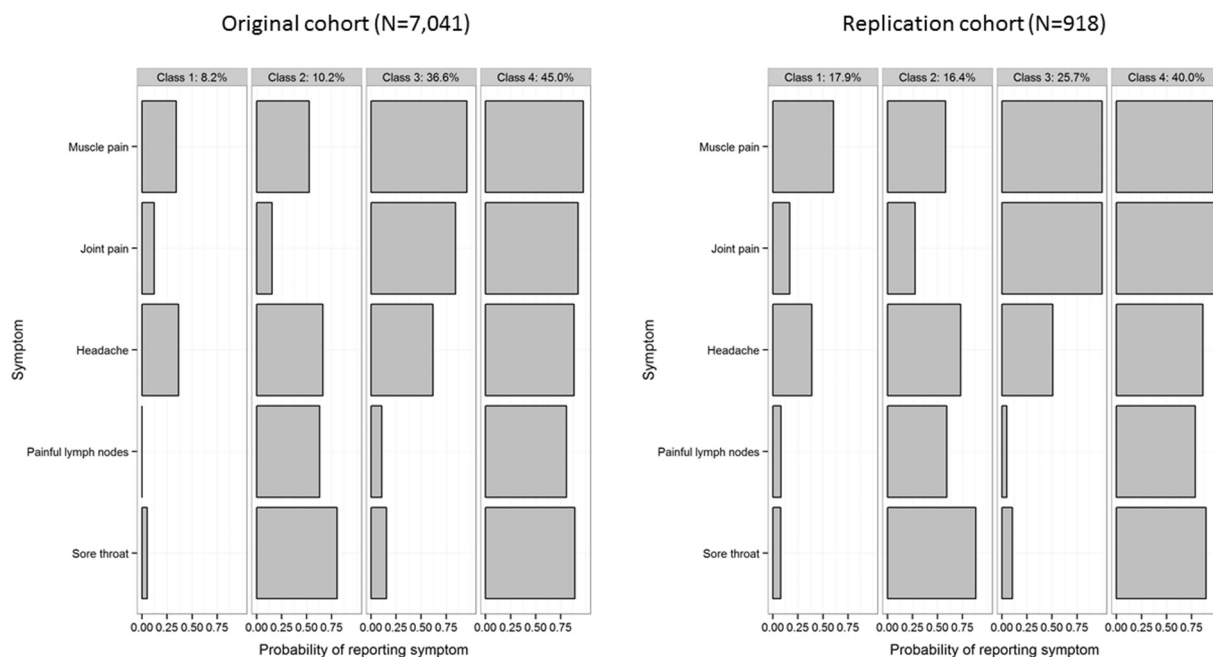 Original cohort (N=7,041)
Class 1: 8.2% Class 2: 10.2% Class 3: 36.6% Class 4: 45.0%
Muscle pain
Joint pain
Headache
Painful lymph nodes
Sore throat
Symptom
0.00 0.25 0.50 0.75 0.00 0.25 0.50 0.75 0.00 0.25 0.50 0.75 0.00 0.25 0.50 0.75
Probability of reporting symptom
Replication cohort (N=918)
Class 1: 17.9% Class 2: 16.4% Class 3: 25.7% Class 4: 40.0%
Muscle pain
Joint pain
Headache
Painful lymph nodes
Sore throat
Symptom
0.00 0.25 0.50 0.75 0.00 0.25 0.50 0.75 0.00 0.25 0.50 0.75 0.00 0.25 0.50 0.75
Probability of reporting symptom